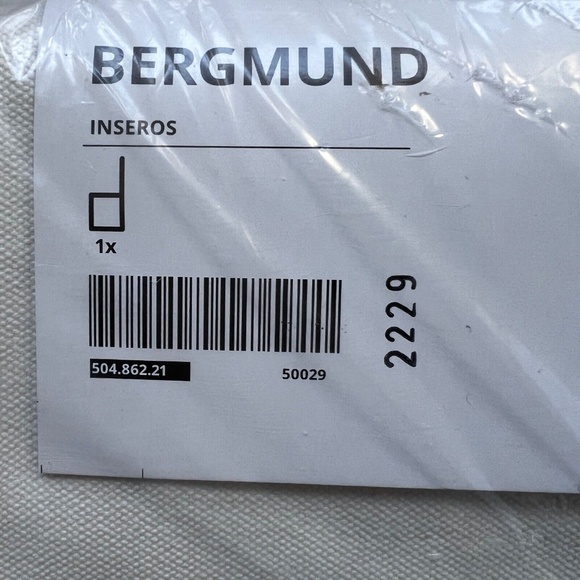 BERGMUND
INSEROS
1x
504.862.21
50029
2229